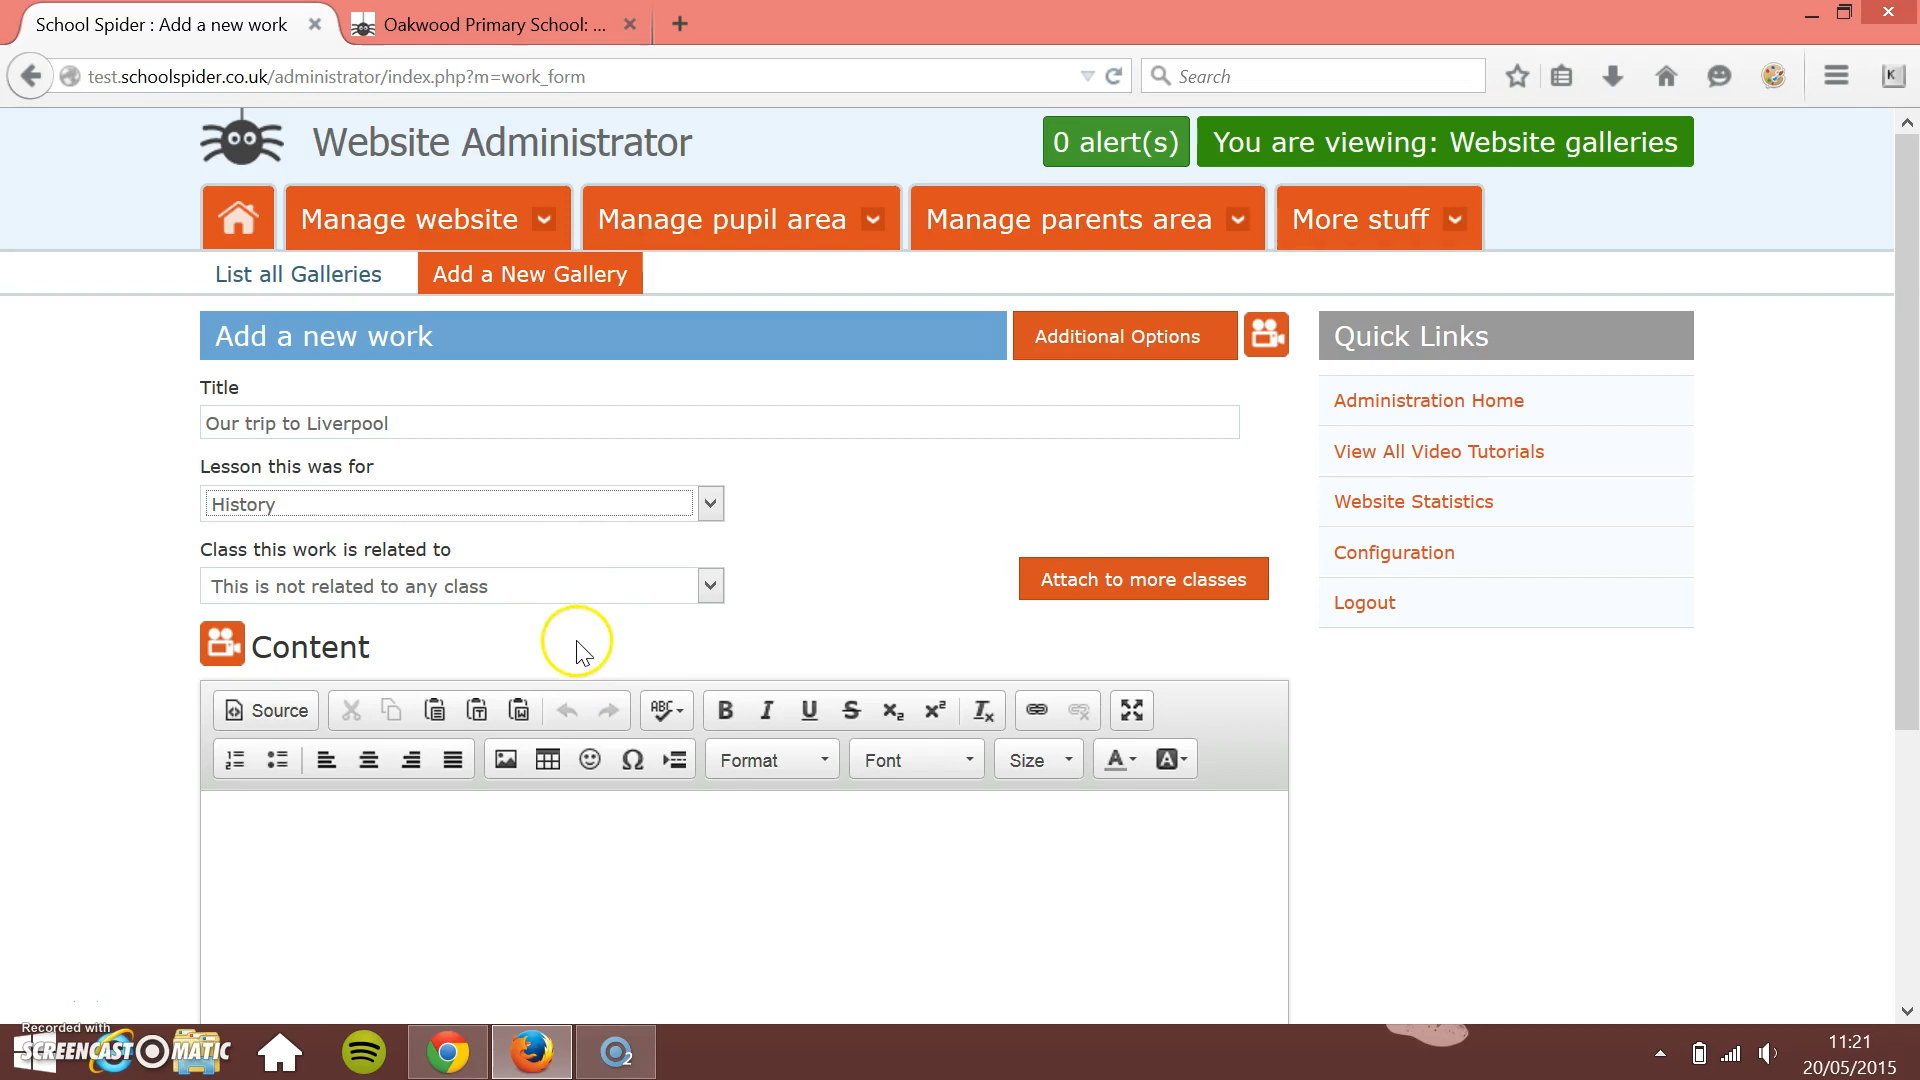 School Spider : Add a new work
Oakwood Primary School: ...
test.schoolspider.co.uk/administrator/index.php?m=work_form
Search
K
Website Administrator
0 alert(s)
You are viewing: Website galleries
Manage website
Manage pupil area
Manage parents area
More stuff
List all Galleries
Add a New Gallery
Add a new work
Additional Options
Quick Links
Title
Our trip to Liverpool
Administration Home
Lesson this was for
View All Video Tutorials
History
Website Statistics
Class this work is related to
Configuration
This is not related to any class
Attach to more classes
Logout
Content
Source
ABC
B I U S x₂ x² Tx
Ω
Format
Font
Size
A
A
Recorded with
SCREENCAST O MATIC
2
11:21
20/05/2015